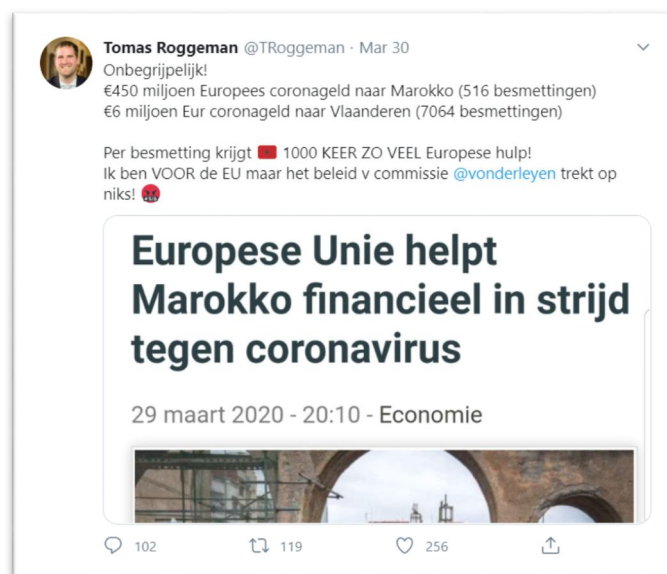 Tomas Roggeman @TRoggeman · Mar 30
Onbegrijpelijk!
€450 miljoen Europees coronageld naar Marokko (516 besmettingen)
€6 miljoen Eur coronageld naar Vlaanderen (7064 besmettingen)
Per besmetting krijgt 🇲🇦 1000 KEER ZO VEEL Europese hulp!
Ik ben VOOR de EU maar het beleid v commissie @vonderleyen trekt op
niks! 🤬
Europese Unie helpt
Marokko financieel in strijd
tegen coronavirus
29 maart 2020 - 20:10 - Economie
102 119 256